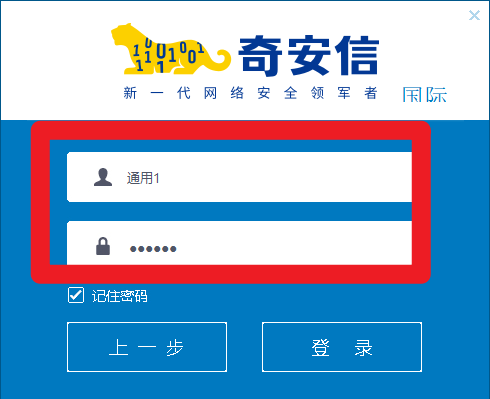 奇安信
新一代网络安全领军者
国际
通用1
••••••
记住密码
上一步
登 录